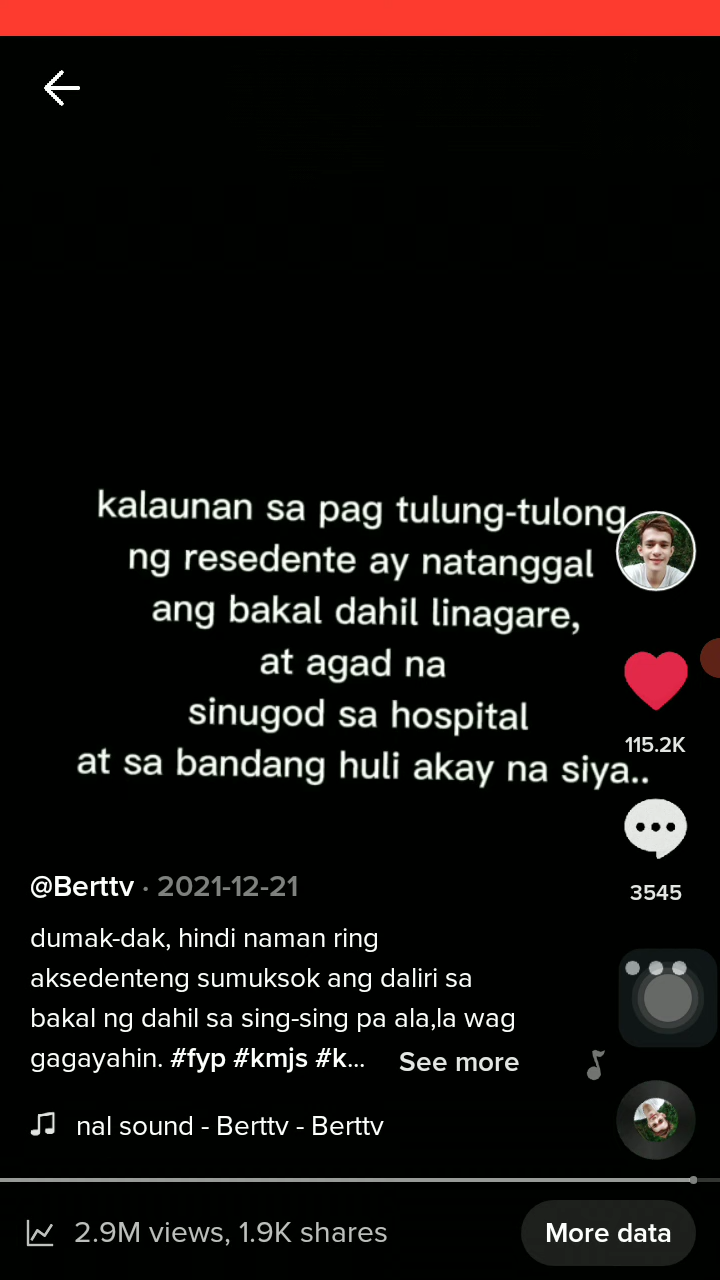 kalaunan sa pag tulung-tulong
ng resedente ay natanggal
ang bakal dahil linagare,
at agad na
sinugod sa hospital
at sa bandang huli akay na siya..
115.2K
3545
@Berttv · 2021-12-21
dumak-dak, hindi naman ring
aksedenteng sumuksok ang daliri sa
bakal ng dahil sa sing-sing pa ala,la wag
gagayahin. #fyp #kmjs #k... See more
nal sound - Berttv - Berttv
2.9M views, 1.9K shares
More data